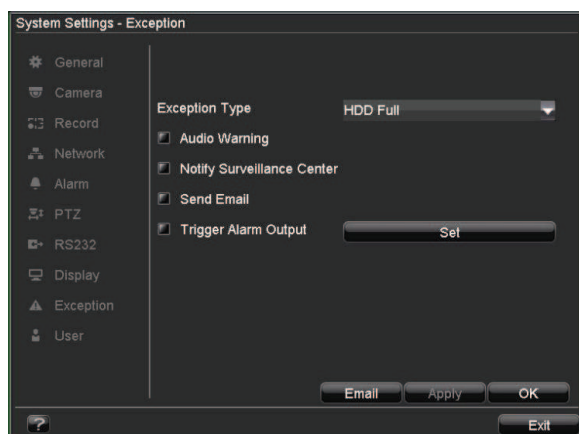 System Settings - Exception
General
Camera
Record
Network
Alarm
PTZ
RS232
Display
Exception
User
Exception Type HDD Full
Audio Warning
Notify Surveillance Center
Send Email
Trigger Alarm Output Set
Email Apply OK
? Exit